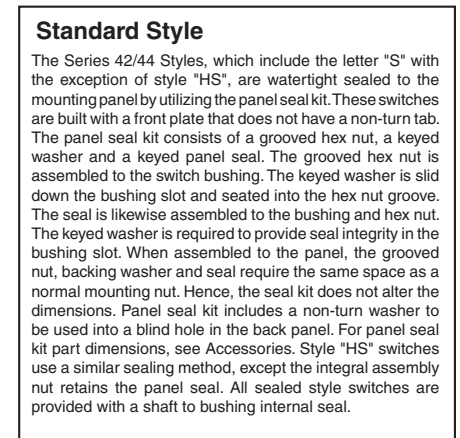 Standard Style
The Series 42/44 Styles, which include the letter "S" with
the exception of style "HS", are watertight sealed to the
mounting panel by utilizing the panel seal kit. These switches
are built with a front plate that does not have a non-turn tab.
The panel seal kit consists of a grooved hex nut, a keyed
washer and a keyed panel seal. The grooved hex nut is
assembled to the switch bushing. The keyed washer is slid
down the bushing slot and seated into the hex nut groove.
The seal is likewise assembled to the bushing and hex nut.
The keyed washer is required to provide seal integrity in the
bushing slot. When assembled to the panel, the grooved
nut, backing washer and seal require the same space as a
normal mounting nut. Hence, the seal kit does not alter the
dimensions. Panel seal kit includes a non-turn washer to
be used into a blind hole in the back panel. For panel seal
kit part dimensions, see Accessories. Style "HS" switches
use a similar sealing method, except the integral assembly
nut retains the panel seal. All sealed style switches are
provided with a shaft to bushing internal seal.